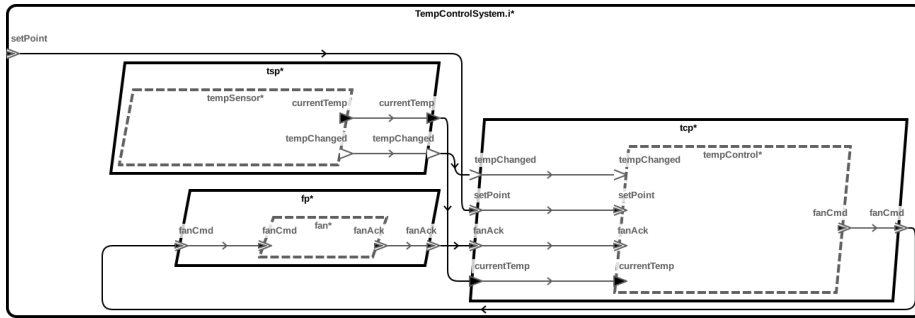 TempControlSystem.i*
setPoint
tsp*
tempSensor*
currentTemp
currentTemp
tempChanged
tempChanged
tcp*
tempControl*
tempChanged
tempChanged
setPoint
setPoint
fp*
fan*
fanCmd
fanCmd
fanAck
fanAck
fanAck
fanAck
fanCmd
fanCmd
currentTemp
currentTemp